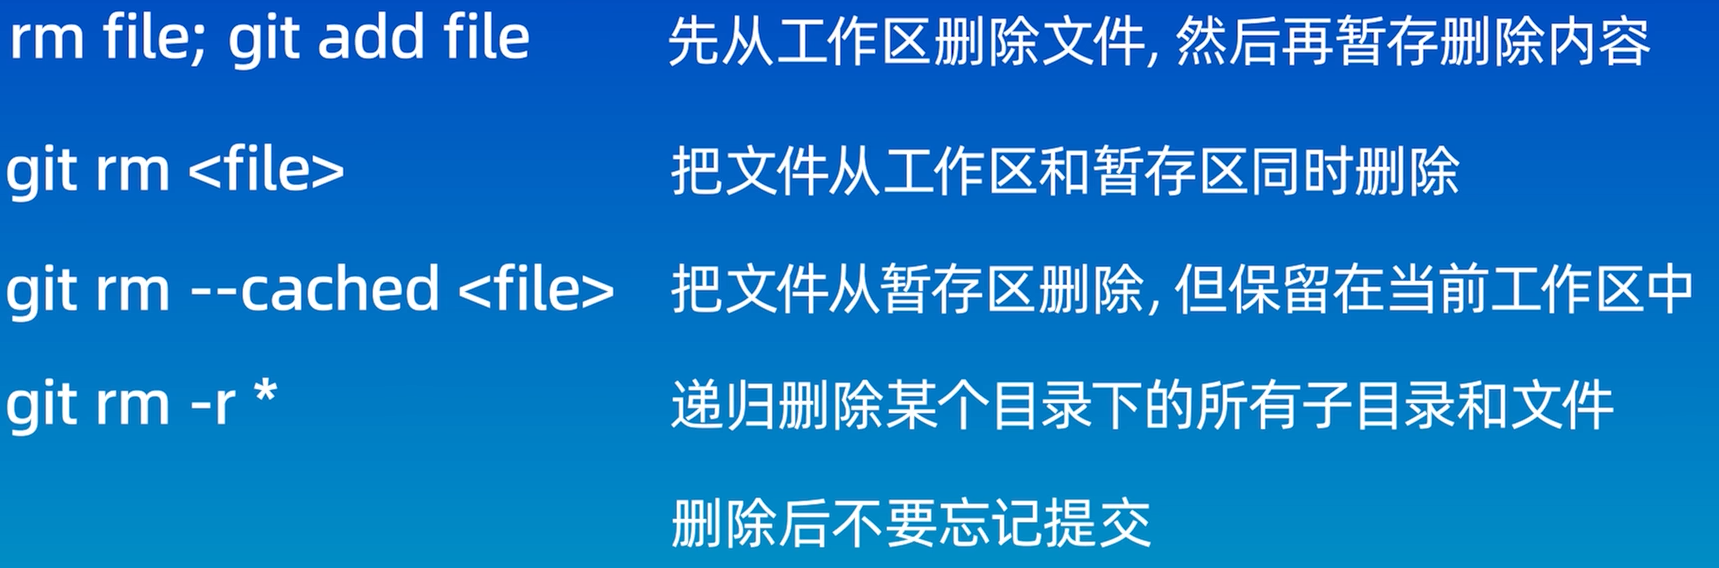 rm file; git add file 先从工作区删除文件, 然后再暂存删除内容
git rm <file> 把文件从工作区和暂存区同时删除
git rm --cached <file> 把文件从暂存区删除, 但保留在当前工作区中
git rm -r * 递归删除某个目录下的所有子目录和文件
删除后不要忘记提交